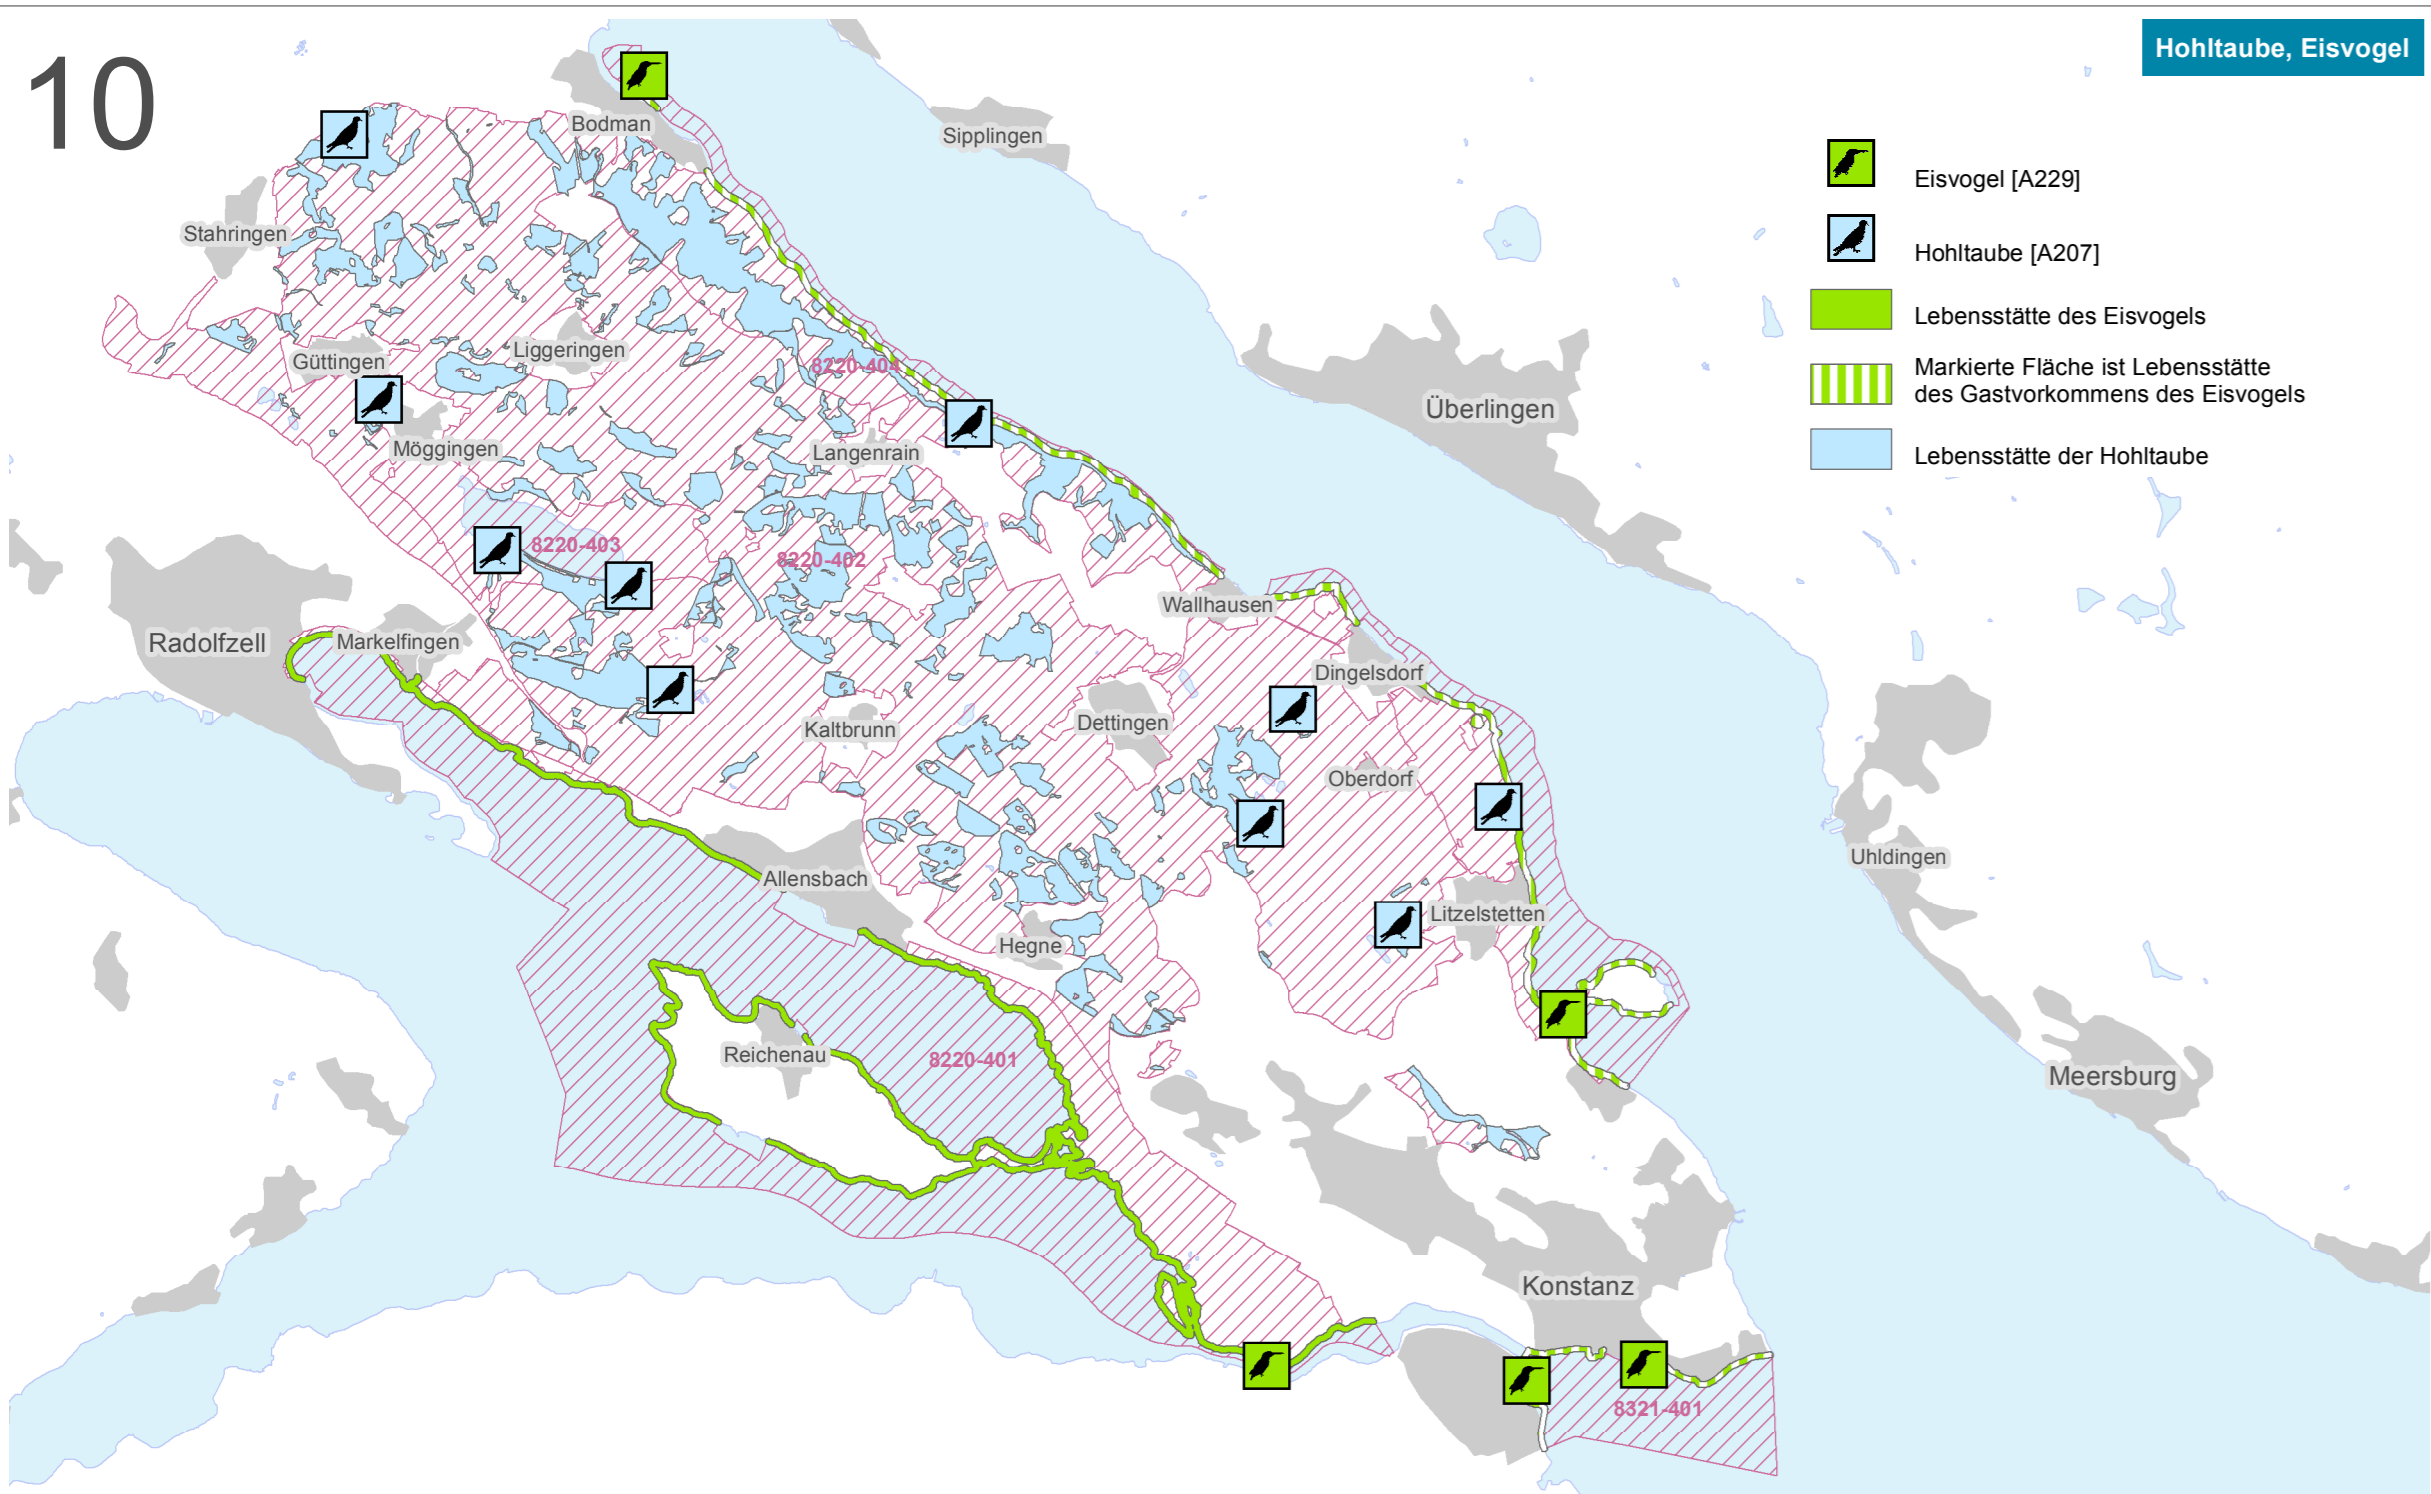 10
Hohltaube, Eisvogel
Eisvogel [A229]
Hohltaube [A207]
Lebensstätte des Eisvogels
Markierte Fläche ist Lebensstätte
des Gastvorkommens des Eisvogels
Lebensstätte der Hohltaube
Bodman
Sipplingen
Stahringen
Güttingen
Liggeringen
8220-404
Überlingen
Möggingen
Langenrain
8220-403
8220-402
Wallhausen
Radolfzell
Markelfingen
Dingelsdorf
Kaltbrunn
Dettingen
Oberdorf
Uhldingen
Allensbach
Litzelstetten
Hegne
Reichenau
8220-401
Meersburg
Konstanz
8321-401